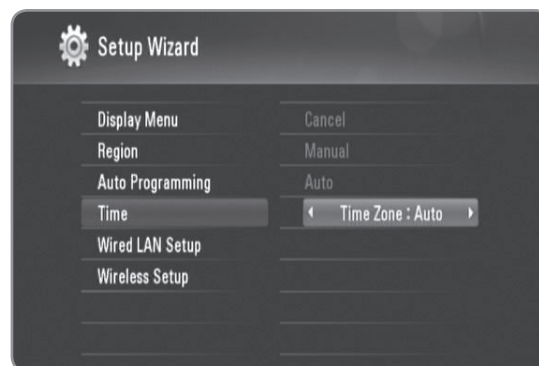 Setup Wizard
Display Menu
Cancel
Region
Manual
Auto Programming
Auto
Time
Time Zone : Auto
Wired LAN Setup
Wireless Setup